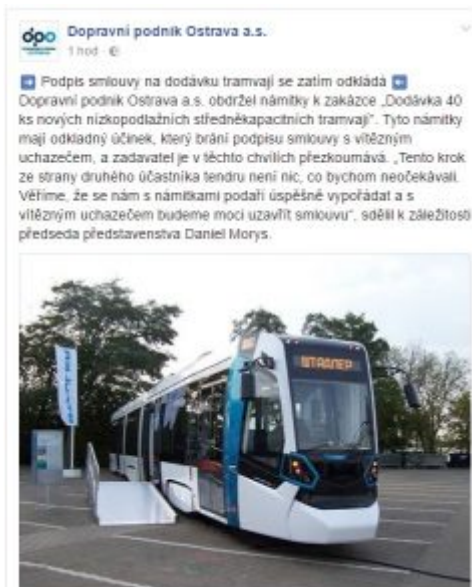 dpo
Dopravní podnik Ostrava a.s.
1 hod ·
Podpis smlouvy na dodávku tramvají se zatím odkládá
Dopravní podnik Ostrava a.s. obdržel námitky k zakázce „Dodávka 40
ks nových nízkopodlažních středněkapacitních tramvají". Tyto námitky
mají odkladný účinek, který brání podpisu smlouvy s vítězným
uchazečem, a zadavatel je v těchto chvílích přezkoumává. „Tento krok
ze strany druhého účastníka tendru není nic, co bychom neočekávali.
Věříme, že se nám s námitkami podaří úspěšně vypořádat a s
vítězným uchazečem budeme moci uzavřít smlouvu", sdělil k záležitosti
předseda představenstva Daniel Morys.
ШТАДЛЕР